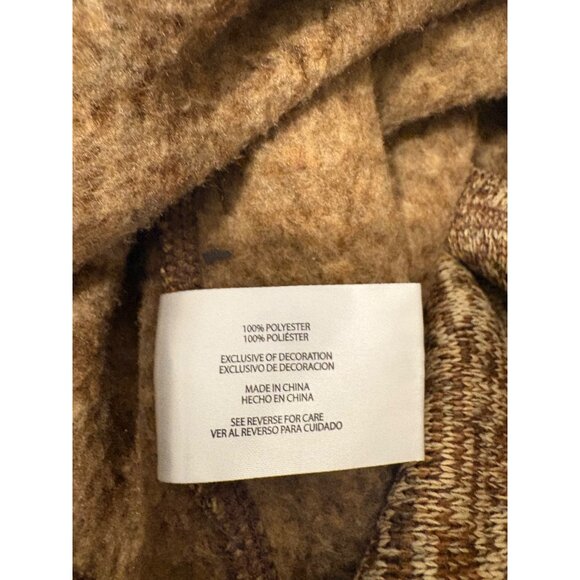 100% POLYESTER
100% POLIÉSTER
EXCLUSIVE OF DECORATION
EXCLUSIVO DE DECORACION
MADE IN CHINA
HECHO EN CHINA
SEE REVERSE FOR CARE
VER AL REVERSO PARA CUIDADO